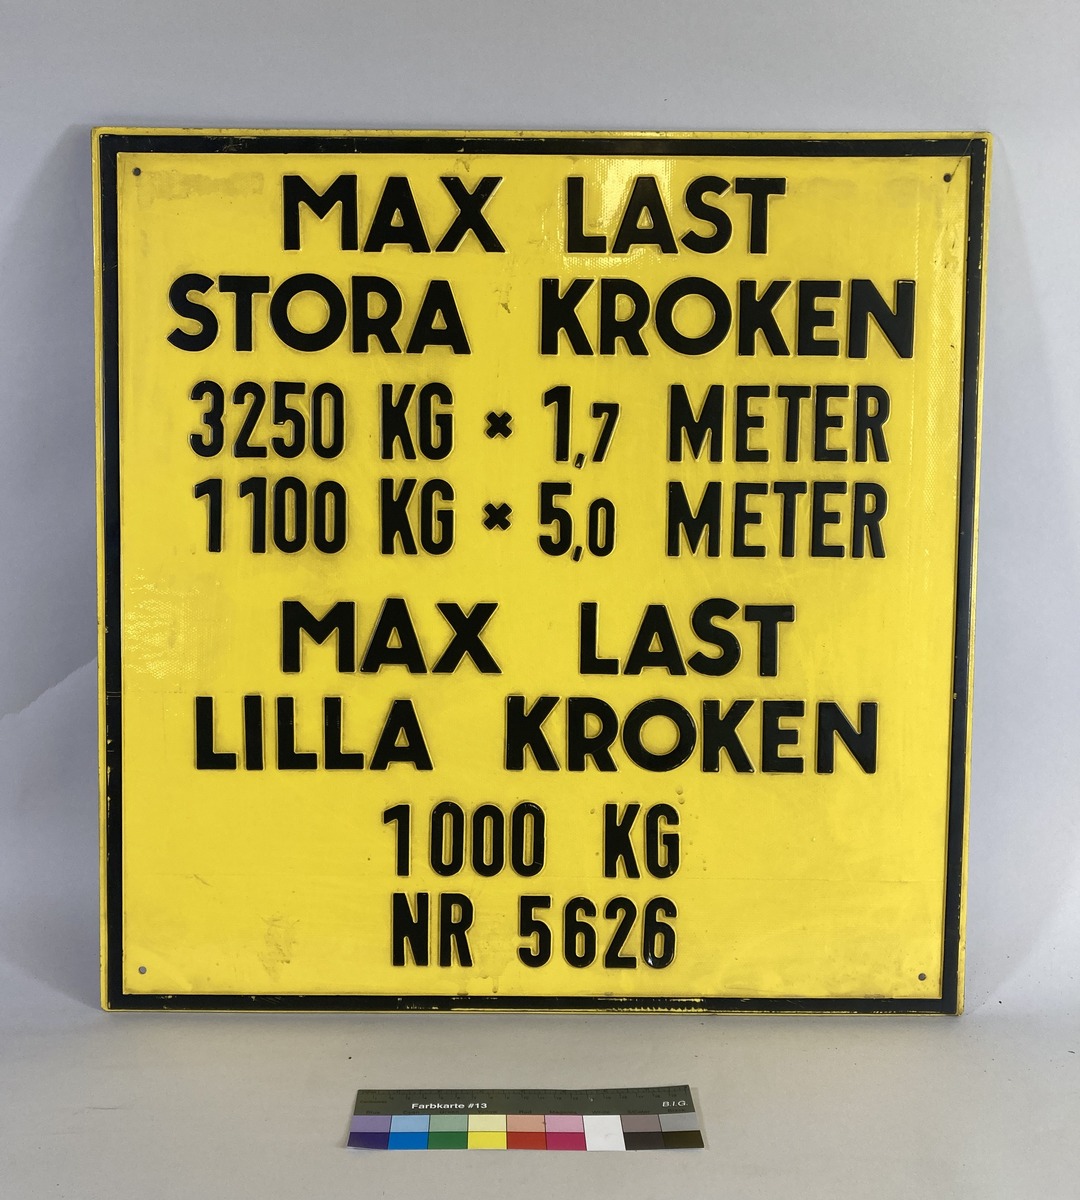 MAX LAST
STORA KROKEN
3250 KG × 1,7 METER
1100 KG × 5,0 METER
MAX LAST
LILLA KROKEN
1000 KG
NR 5626
Farbkarte #13 B.I.G.